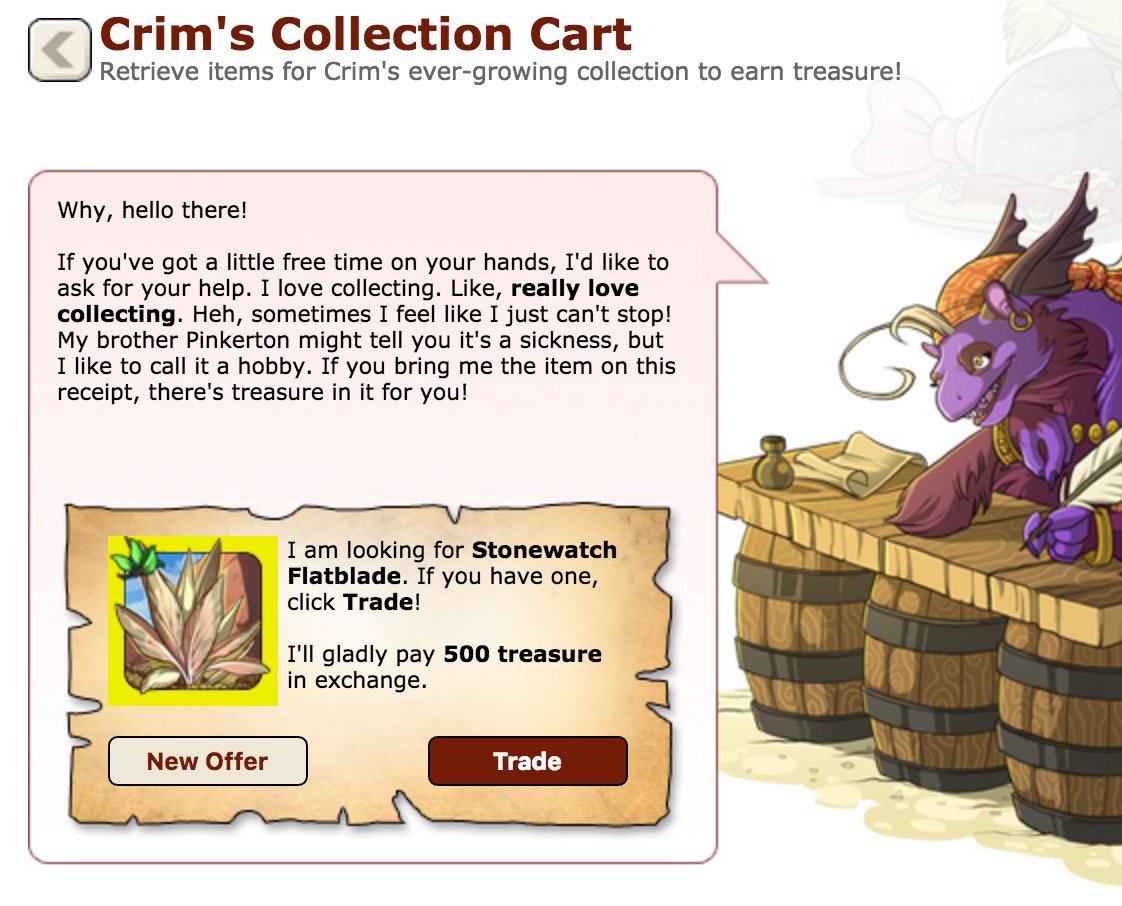 Crim's Collection Cart
Retrieve items for Crim's ever-growing collection to earn treasure!
Why, hello there!
If you've got a little free time on your hands, I'd like to
ask for your help. I love collecting. Like, really love
collecting. Heh, sometimes I feel like I just can't stop!
My brother Pinkerton might tell you it's a sickness, but
I like to call it a hobby. If you bring me the item on this
receipt, there's treasure in it for you!
I am looking for Stonewatch
Flatblade. If you have one,
click Trade!
I'll gladly pay 500 treasure
in exchange.
New Offer
Trade